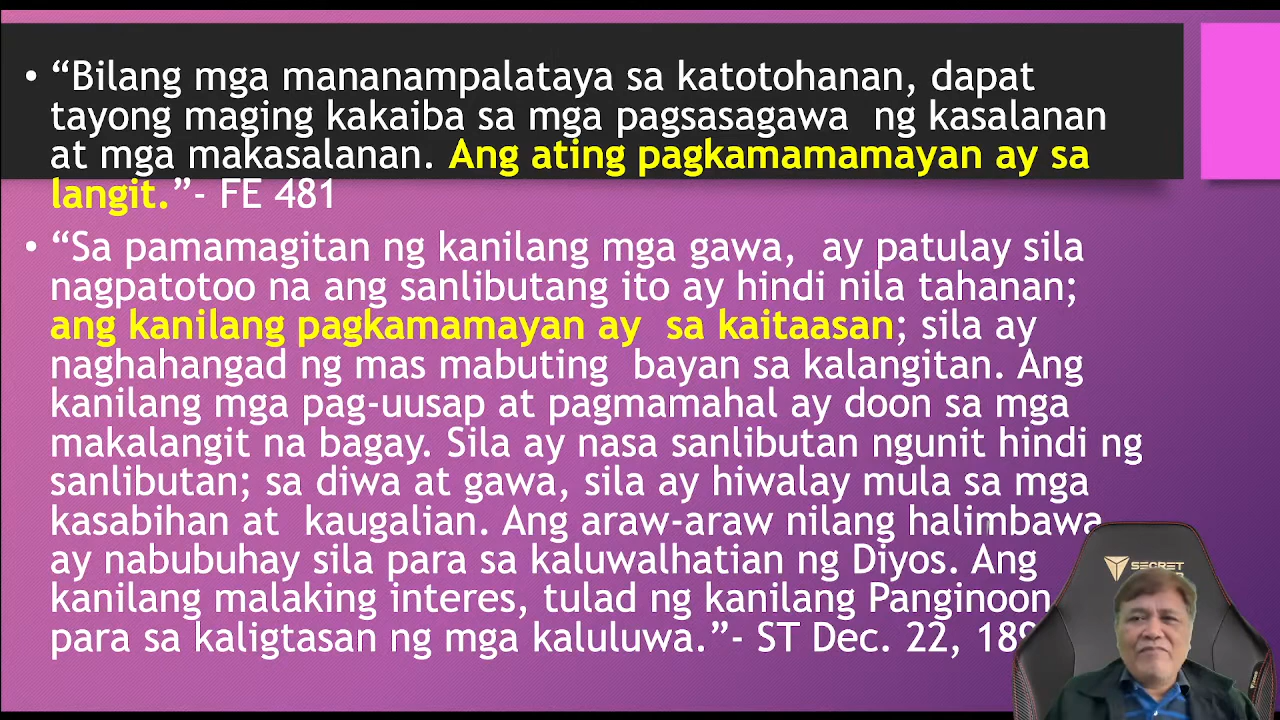 • “Bilang mga mananampalataya sa katotohanan, dapat
tayong maging kakaiba sa mga pagsasagawa ng kasalanan
at mga makasalanan. Ang ating pagkamamamayan ay sa
langit.”- FE 481
• “Sa pamamagitan ng kanilang mga gawa, ay patulay sila
nagpatotoo na ang sanlibutang ito ay hindi nila tahanan;
ang kanilang pagkamamayan ay sa kaitaasan; sila ay
naghahangad ng mas mabuting bayan sa kalangitan. Ang
kanilang mga pag-uusap at pagmamahal ay doon sa mga
makalangit na bagay. Sila ay nasa sanlibutan ngunit hindi ng
sanlibutan; sa diwa at gawa, sila ay hiwalay mula sa mga
kasabihan at kaugalian. Ang araw-araw nilang halimbawa
ay nabubuhay sila para sa kaluwalhatian ng Diyos. Ang
kanilang malaking interes, tulad ng kanilang Panginoon
para sa kaligtasan ng mga kaluluwa.”- ST Dec. 22,
SECRET